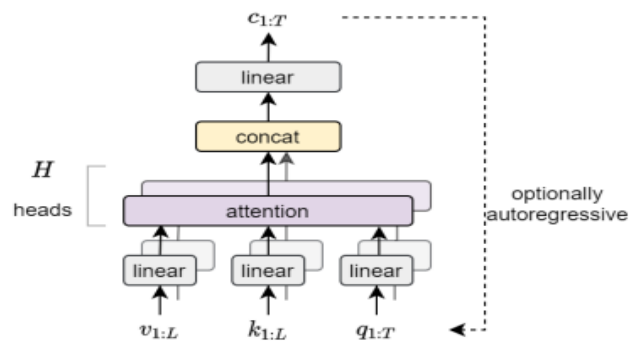 c₁:T
linear
concat
H
heads
attention
optionally
autoregressive
linear linear linear
v₁:L k₁:L q₁:T